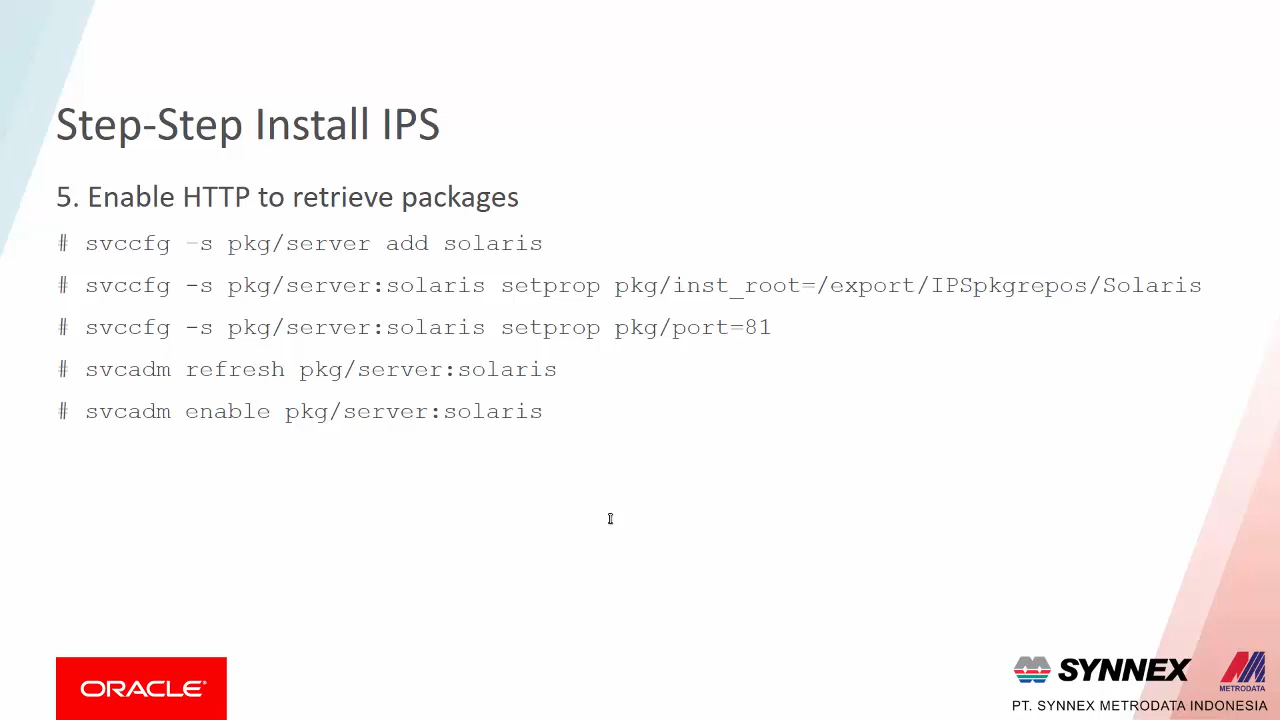 Step-Step Install IPS
5. Enable HTTP to retrieve packages
# svccfg –s pkg/server add solaris
# svccfg -s pkg/server:solaris setprop pkg/inst_root=/export/IPSpkgrepos/Solaris
# svccfg -s pkg/server:solaris setprop pkg/port=81
# svcadm refresh pkg/server:solaris
# svcadm enable pkg/server:solaris
ORACLE®
SYNNEX
METRODATA
PT. SYNNEX METRODATA INDONESIA